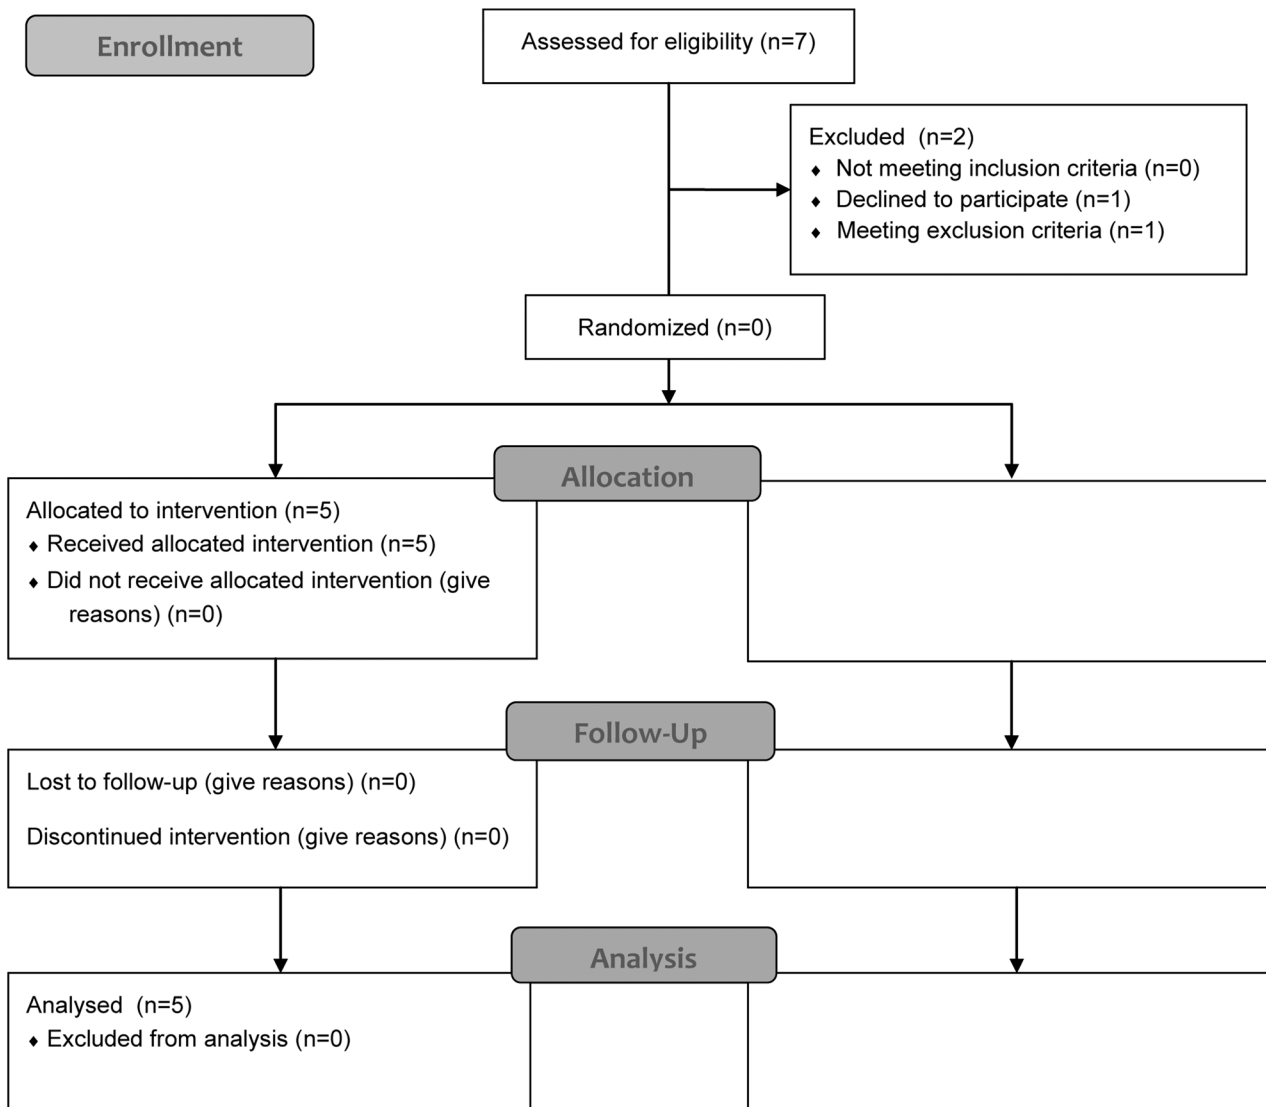 Enrollment
Assessed for eligibility (n=7)
Excluded (n=2)
♦ Not meeting inclusion criteria (n=0)
♦ Declined to participate (n=1)
♦ Meeting exclusion criteria (n=1)
Randomized (n=0)
Allocation
Allocated to intervention (n=5)
♦ Received allocated intervention (n=5)
♦ Did not receive allocated intervention (give
reasons) (n=0)
Follow-Up
Lost to follow-up (give reasons) (n=0)
Discontinued intervention (give reasons) (n=0)
Analysis
Analysed (n=5)
♦ Excluded from analysis (n=0)